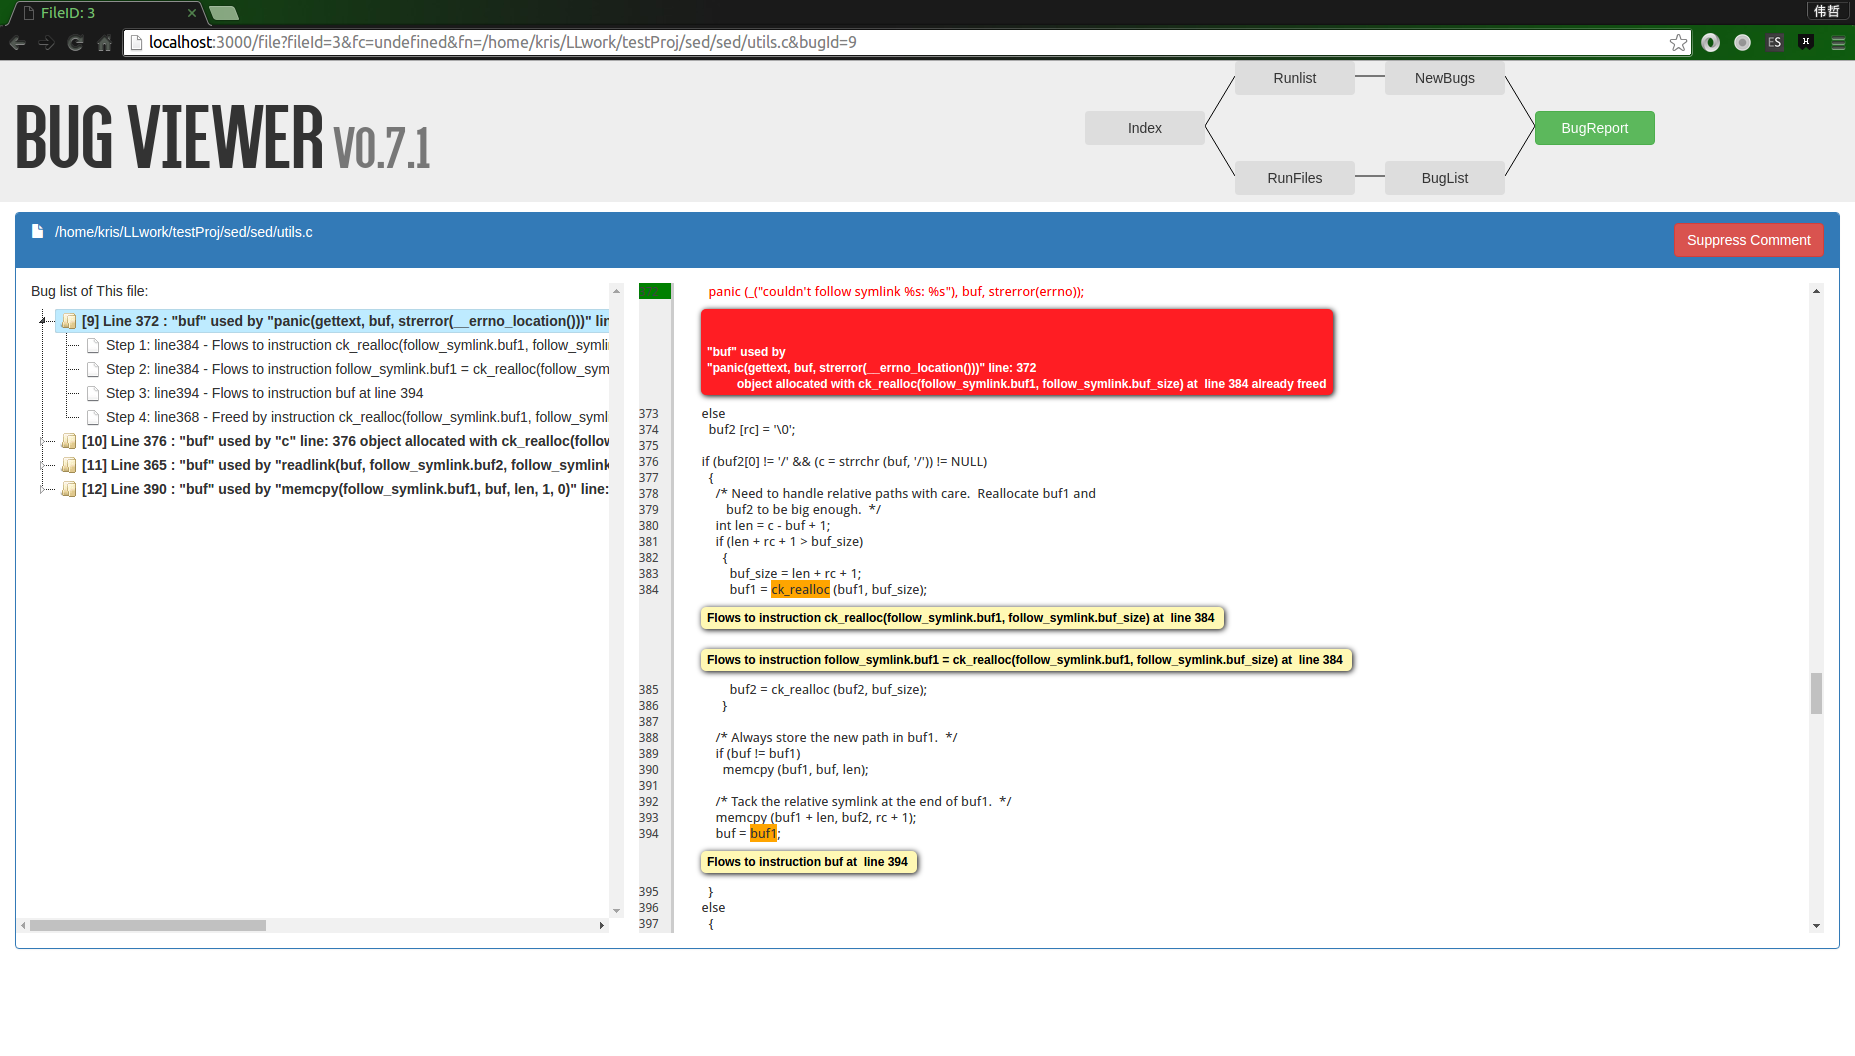 FileID: 3
伟哲
localhost:3000/file?fileId=3&fc=undefined&fn=/home/kris/LLwork/testProj/sed/sed/utils.c&bugId=9
ES
BUG VIEWER V0.7.1
Index
Runlist
NewBugs
RunFiles
BugList
BugReport
/home/kris/LLwork/testProj/sed/sed/utils.c
Suppress Comment
Bug list of This file:
[9] Line 372 : "buf" used by "panic(gettext, buf, strerror(__errno_location()))" lin
Step 1: line384 - Flows to instruction ck_realloc(follow_symlink.buf1, follow_symli
Step 2: line384 - Flows to instruction follow_symlink.buf1 = ck_realloc(follow_sym
Step 3: line394 - Flows to instruction buf at line 394
Step 4: line368 - Freed by instruction ck_realloc(follow_symlink.buf1, follow_syml
[10] Line 376 : "buf" used by "c" line: 376 object allocated with ck_realloc(follow
[11] Line 365 : "buf" used by "readlink(buf, follow_symlink.buf2, follow_symlink
[12] Line 390 : "buf" used by "memcpy(follow_symlink.buf1, buf, len, 1, 0)" line:
panic (_("couldn't follow symlink %s: %s"), buf, strerror(errno));
"buf" used by
"panic(gettext, buf, strerror(__errno_location()))" line: 372
object allocated with ck_realloc(follow_symlink.buf1, follow_symlink.buf_size) at line 384 already freed
373 else
374 buf2 [rc] = '\0';
375
376 if (buf2[0] != '/' && (c = strrchr (buf, '/')) != NULL)
377 {
378 /* Need to handle relative paths with care. Reallocate buf1 and
379 buf2 to be big enough. */
380 int len = c - buf + 1;
381 if (len + rc + 1 > buf_size)
382 {
383 buf_size = len + rc + 1;
384 buf1 = ck_realloc (buf1, buf_size);
Flows to instruction ck_realloc(follow_symlink.buf1, follow_symlink.buf_size) at line 384
Flows to instruction follow_symlink.buf1 = ck_realloc(follow_symlink.buf1, follow_symlink.buf_size) at line 384
385 buf2 = ck_realloc (buf2, buf_size);
386 }
387
388 /* Always store the new path in buf1. */
389 if (buf != buf1)
390 memcpy (buf1, buf, len);
391
392 /* Tack the relative symlink at the end of buf1. */
393 memcpy (buf1 + len, buf2, rc + 1);
394 buf = buf1;
Flows to instruction buf at line 394
395 }
396 else
397 {